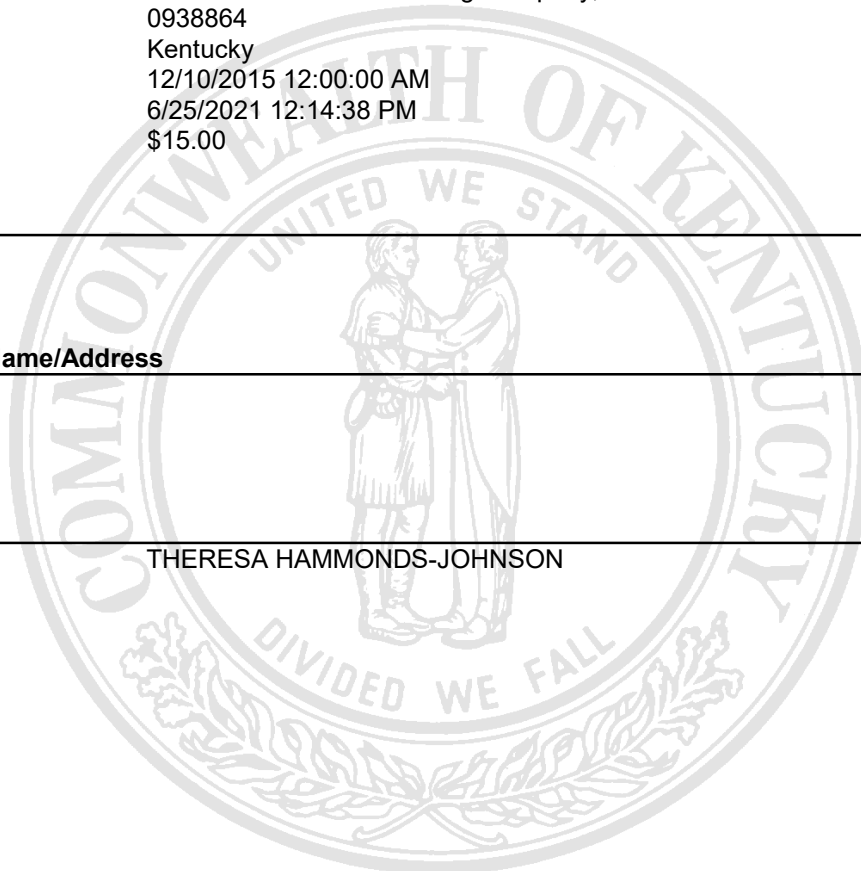 0938864
Kentucky
12/10/2015 12:00:00 AM
6/25/2021 12:14:38 PM
$15.00
COMMONWEALTH OF KENTUCKY
UNITED WE STAND
ame/Address
THERESA HAMMONDS-JOHNSON
DIVIDED WE FALL